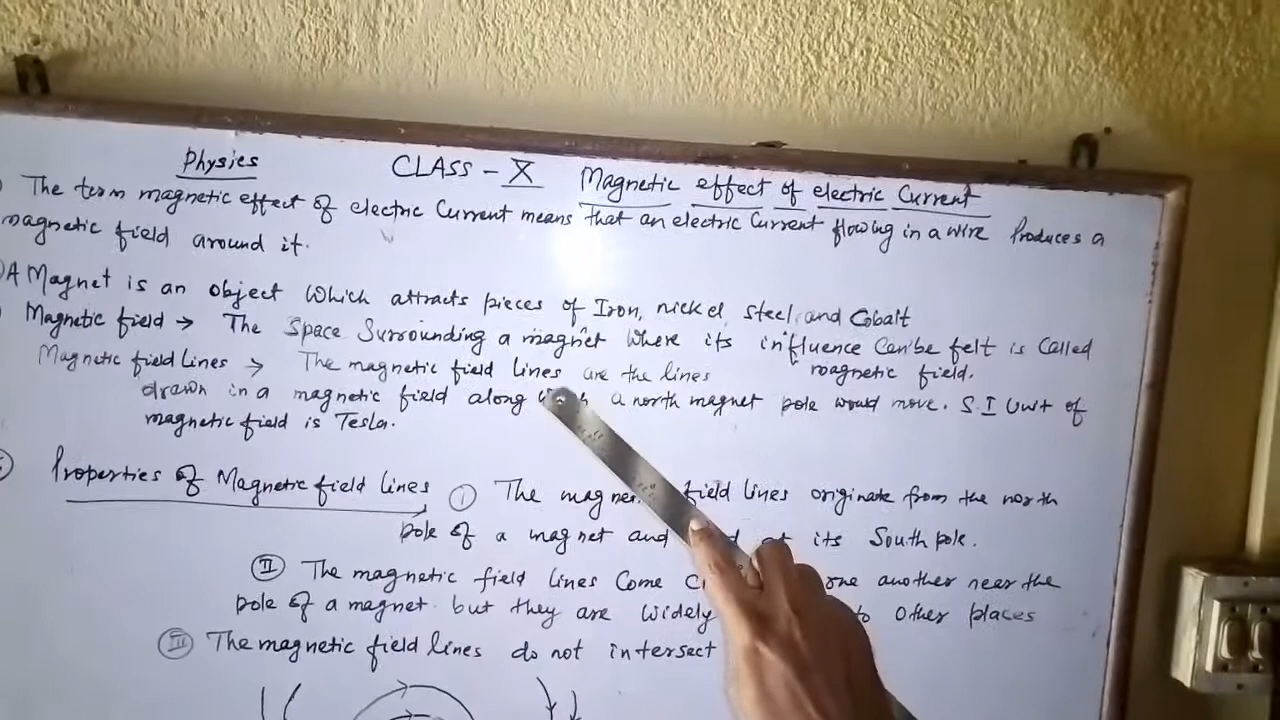 Physics CLASS - X Magnetic effect of electric Current
The term magnetic effect of electric Current means that an electric Current flowing in a wire Produces a
magnetic field around it.
A Magnet is an object Which attracts pieces of Iron, nickel, steel, and Cobalt
Magnetic field → The Space Surrounding a magnet Where its influence Can be felt is Called
magnetic field.
Magnetic field Lines → The magnetic field Lines are the lines
drawn in a magnetic field along a north magnet pole would move. S.I Unit of
magnetic field is Tesla.
Properties of Magnetic field lines (i) The field lines originate from the north
pole of a magnet and at its South pole.
(II) The magnetic field lines Come one another near the
pole of a magnet. but they are widely to other places
(III) The magnetic field lines do not intersect